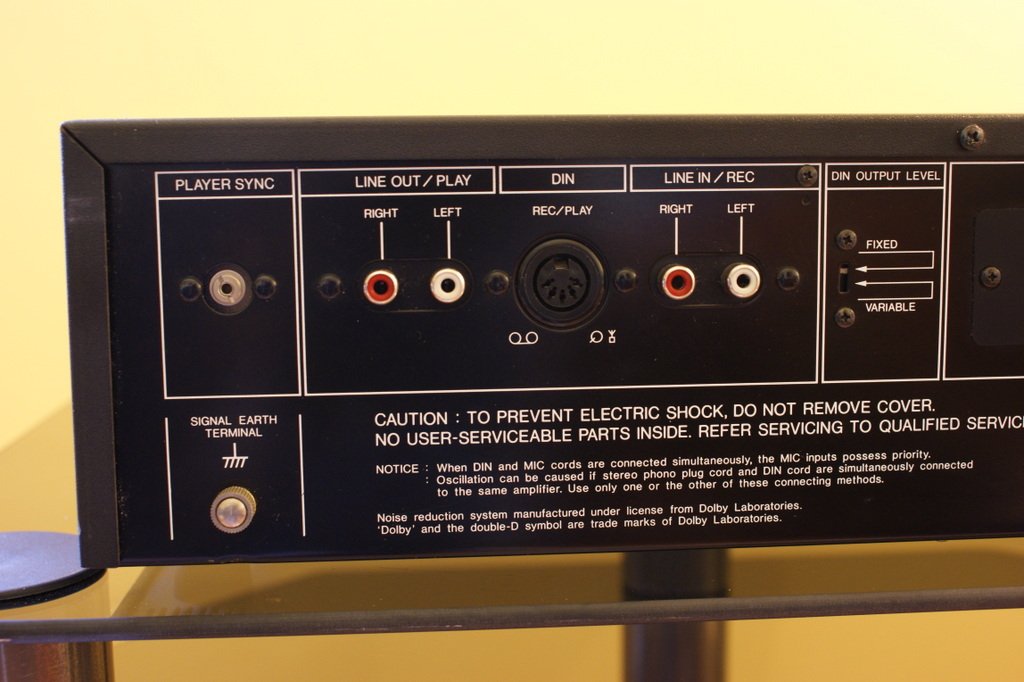 PLAYER SYNC
LINE OUT / PLAY
DIN
LINE IN / REC
DIN OUTPUT LEVEL
RIGHT
LEFT
REC/PLAY
RIGHT
LEFT
FIXED
VARIABLE
SIGNAL EARTH
TERMINAL
CAUTION : TO PREVENT ELECTRIC SHOCK, DO NOT REMOVE COVER.
NO USER-SERVICEABLE PARTS INSIDE. REFER SERVICING TO QUALIFIED SERVIC
NOTICE : When DIN and MIC cords are connected simultaneously, the MIC inputs possess priority.
: Oscillation can be caused if stereo phono plug cord and DIN cord are simultaneously connected
to the same amplifier. Use only one or the other of these connecting methods.
Noise reduction system manufactured under license from Dolby Laboratories.
'Dolby' and the double-D symbol are trade marks of Dolby Laboratories.